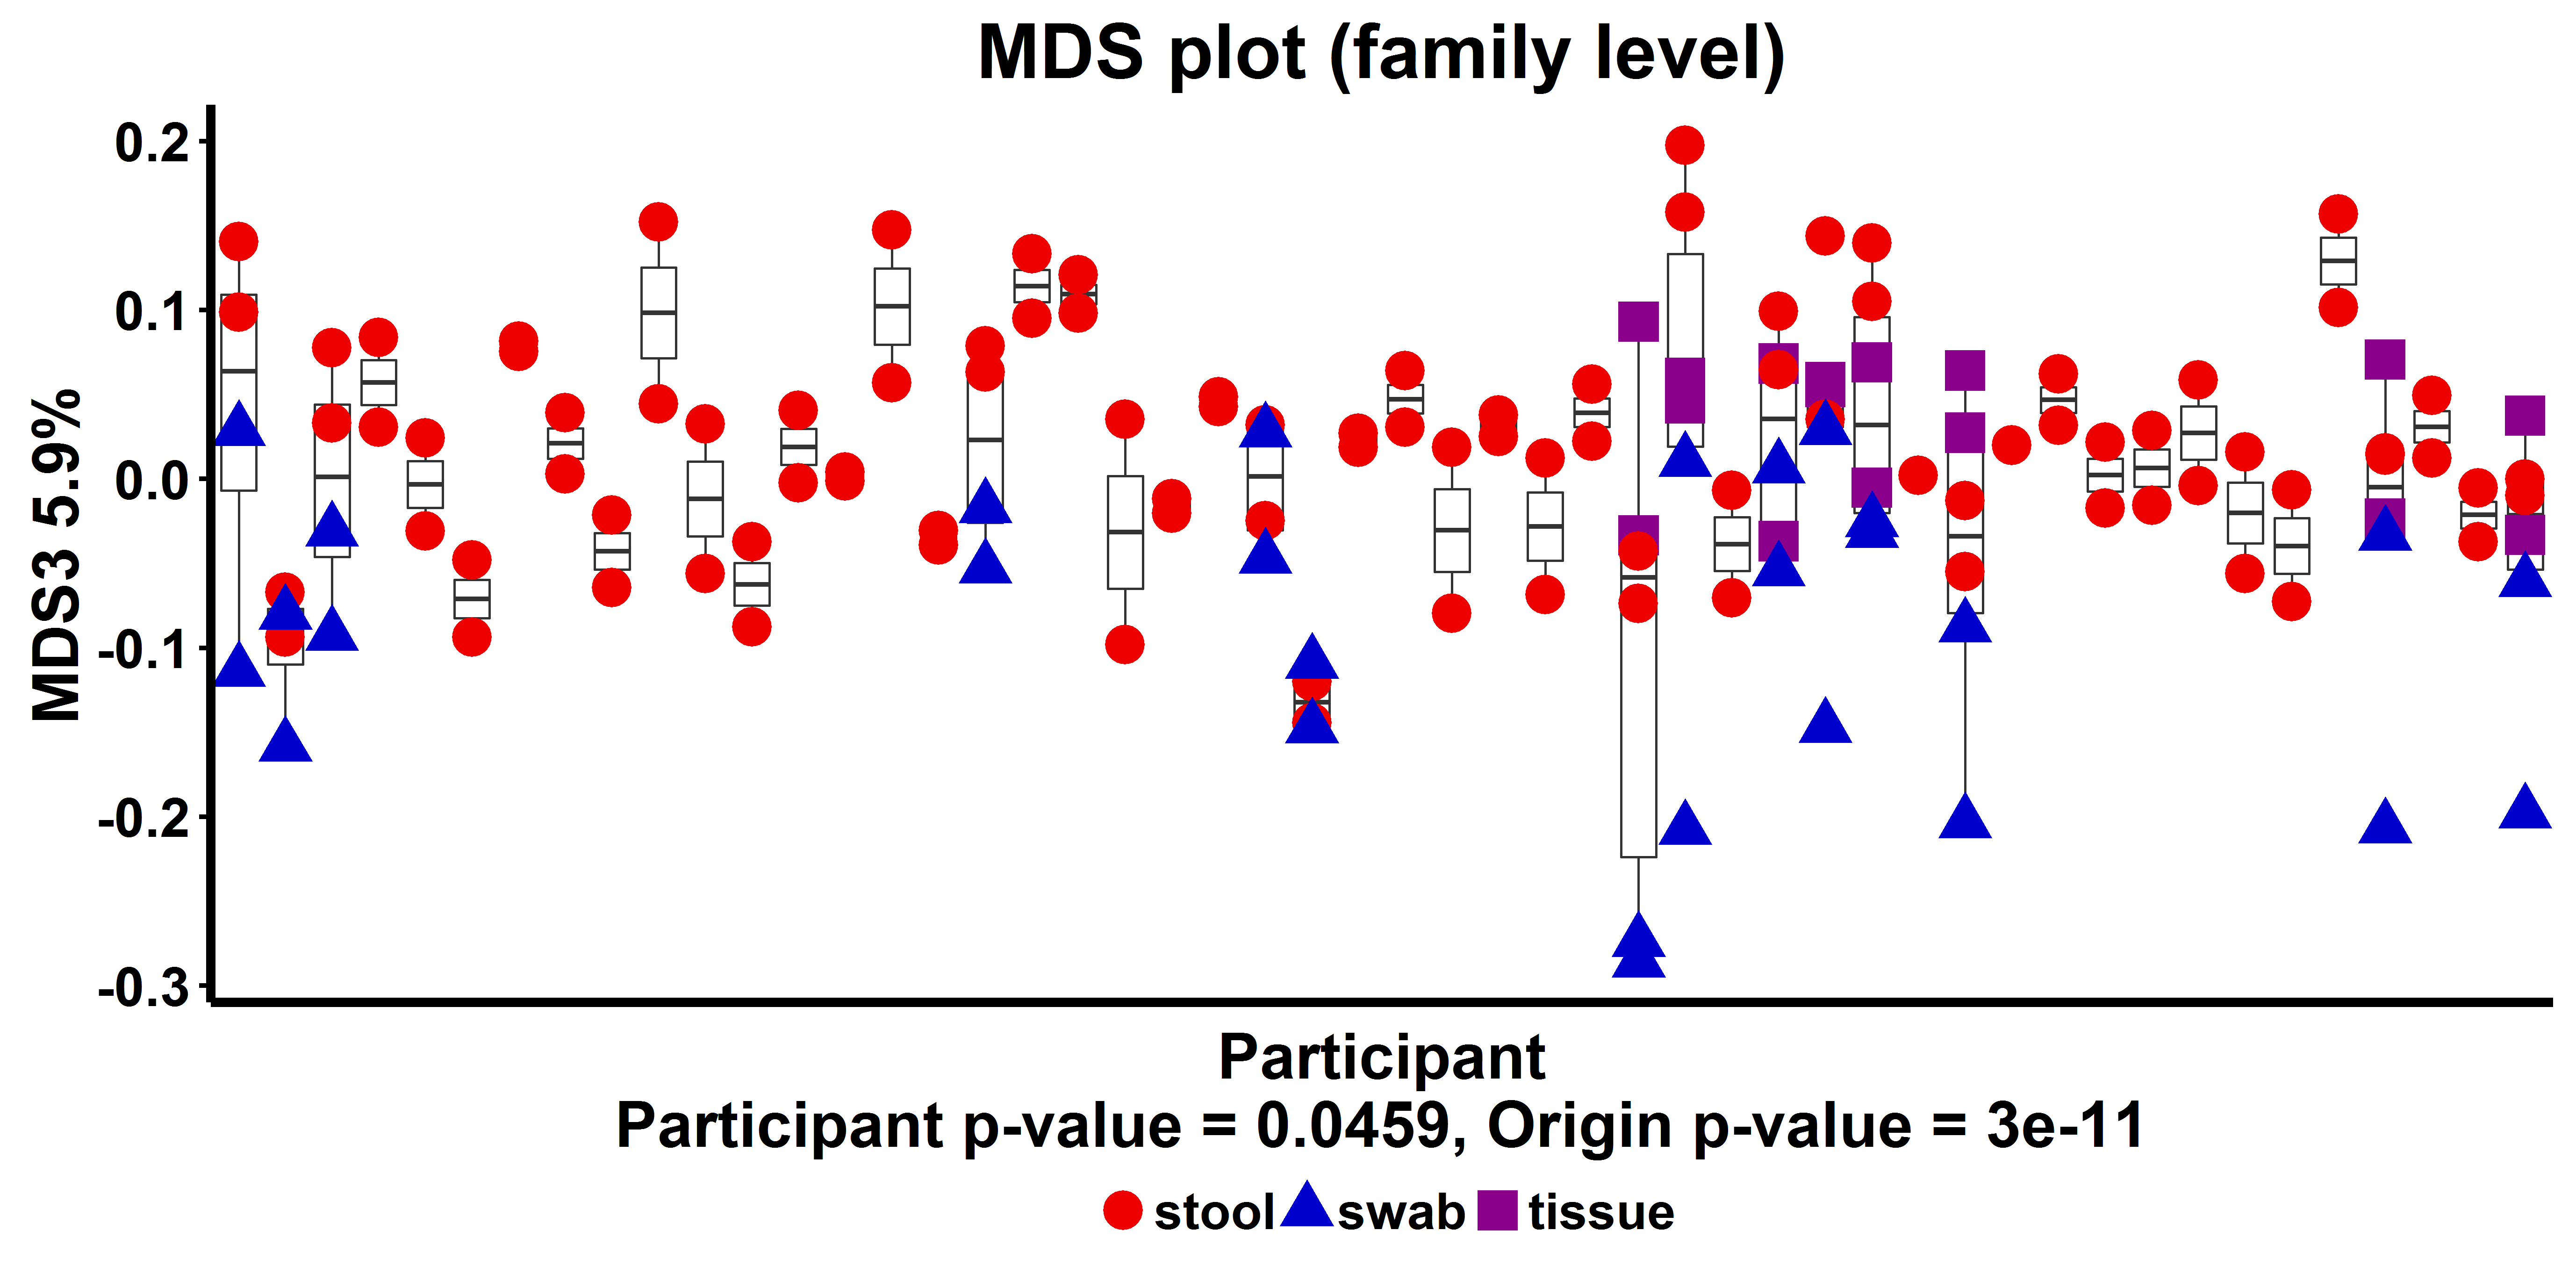 MDS plot (family level)
MDS3 5.9%
0.2
0.1
0.0
-0.1
-0.2
-0.3
Participant
Participant p-value = 0.0459, Origin p-value = 3e-11
stool swab tissue